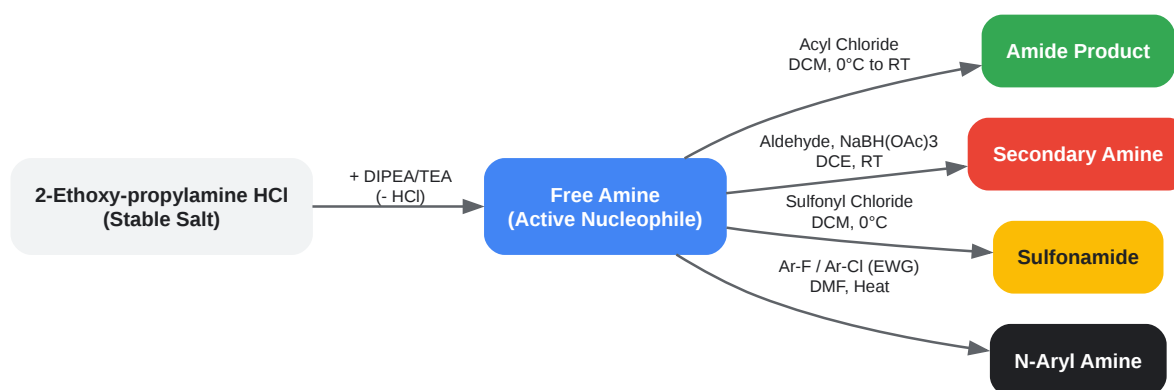 2-Ethoxy-propylamine HCl
(Stable Salt)
+ DIPEA/TEA
(- HCl)
Free Amine
(Active Nucleophile)
Acyl Chloride
DCM, 0°C to RT
Amide Product
Aldehyde, NaBH(OAc)3
DCE, RT
Secondary Amine
Sulfonyl Chloride
DCM, 0°C
Sulfonamide
Ar-F / Ar-Cl (EWG)
DMF, Heat
N-Aryl Amine